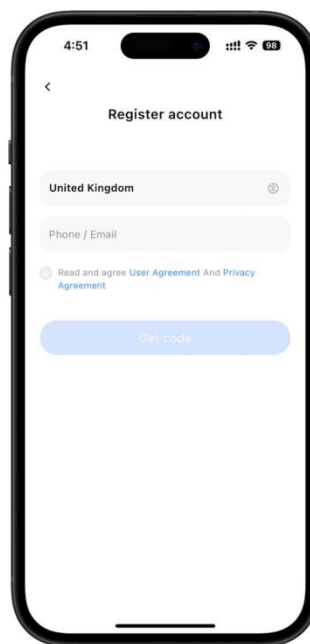 4:51
98
Register account
United Kingdom
Phone / Email
Read and agree User Agreement And Privacy
Agreement
Get code